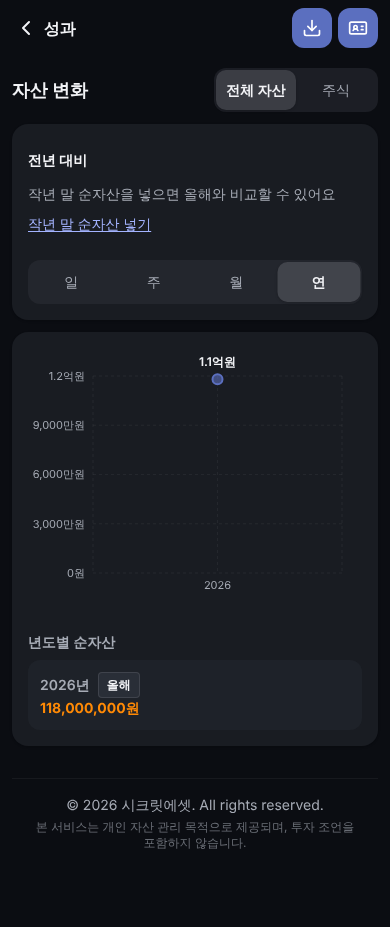 성과
자산 변화
전체 자산
주식
전년 대비
작년 말 순자산을 넣으면 올해와 비교할 수 있어요
작년 말 순자산 넣기
일
주
월
연
1.1억원
1.2억원
9,000만원
6,000만원
3,000만원
0원
2026
년도별 순자산
2026년
올해
118,000,000원
© 2026 시크릿에셋. All rights reserved.
본 서비스는 개인 자산 관리 목적으로 제공되며, 투자 조언을
포함하지 않습니다.